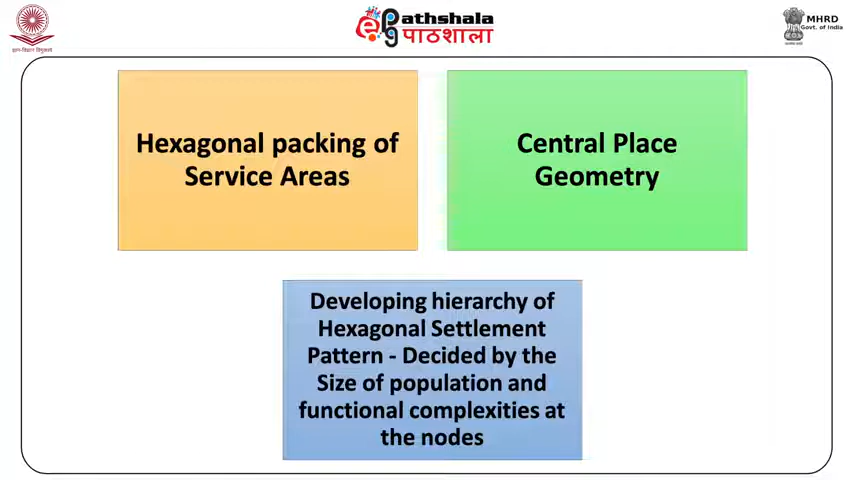 Pathshala
पाठशाला
MHRD
Govt. of India
Hexagonal packing of
Service Areas
Central Place
Geometry
Developing hierarchy of
Hexagonal Settlement
Pattern - Decided by the
Size of population and
functional complexities at
the nodes